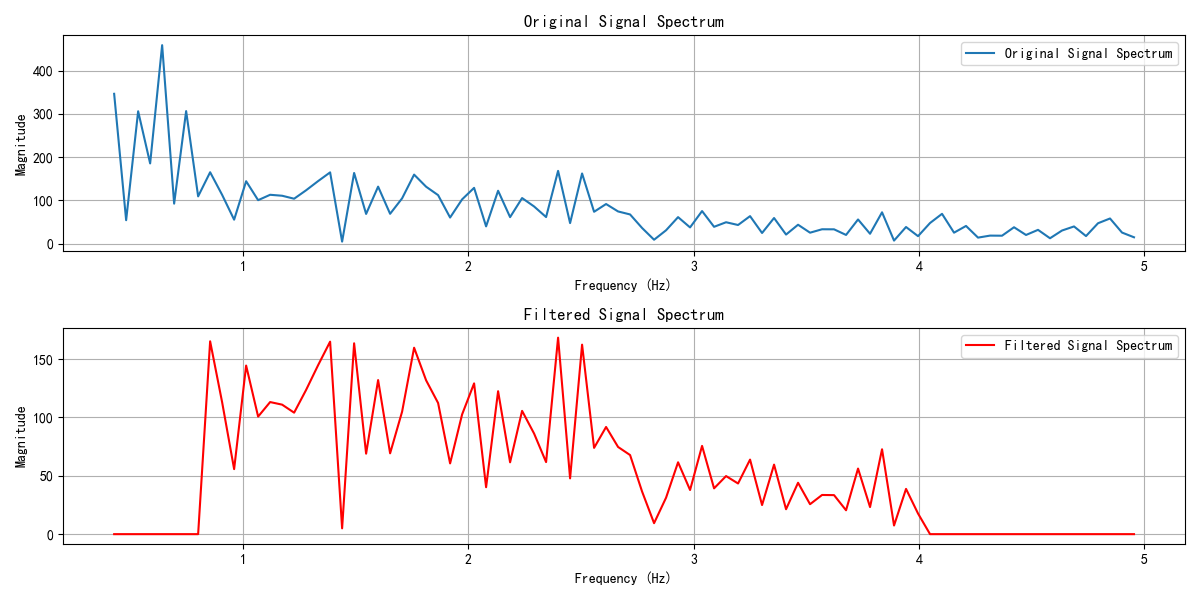 Original Signal Spectrum
Original Signal Spectrum
400
300
200
100
0
Magnitude
1
2
3
4
5
Frequency (Hz)
Filtered Signal Spectrum
Filtered Signal Spectrum
150
100
50
0
Magnitude
1
2
3
4
5
Frequency (Hz)